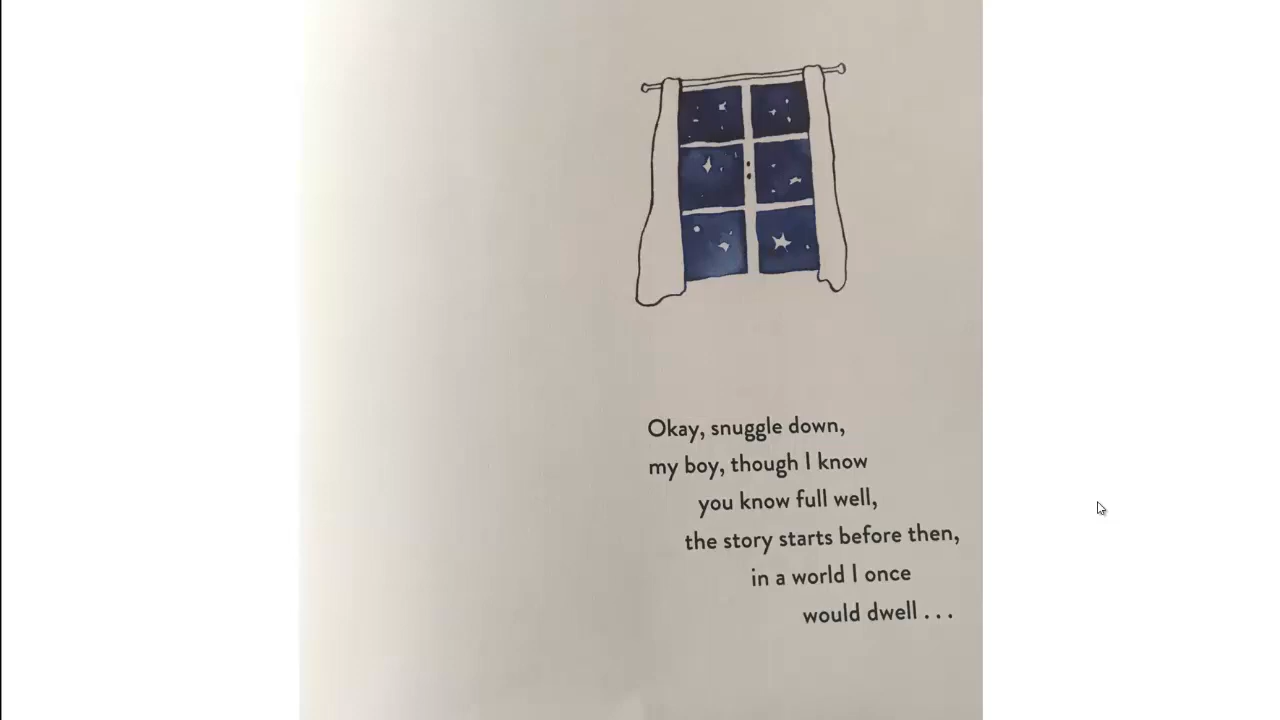 Okay, snuggle down,
my boy, though I know
you know full well,
the story starts before then,
in a world I once
would dwell . . .